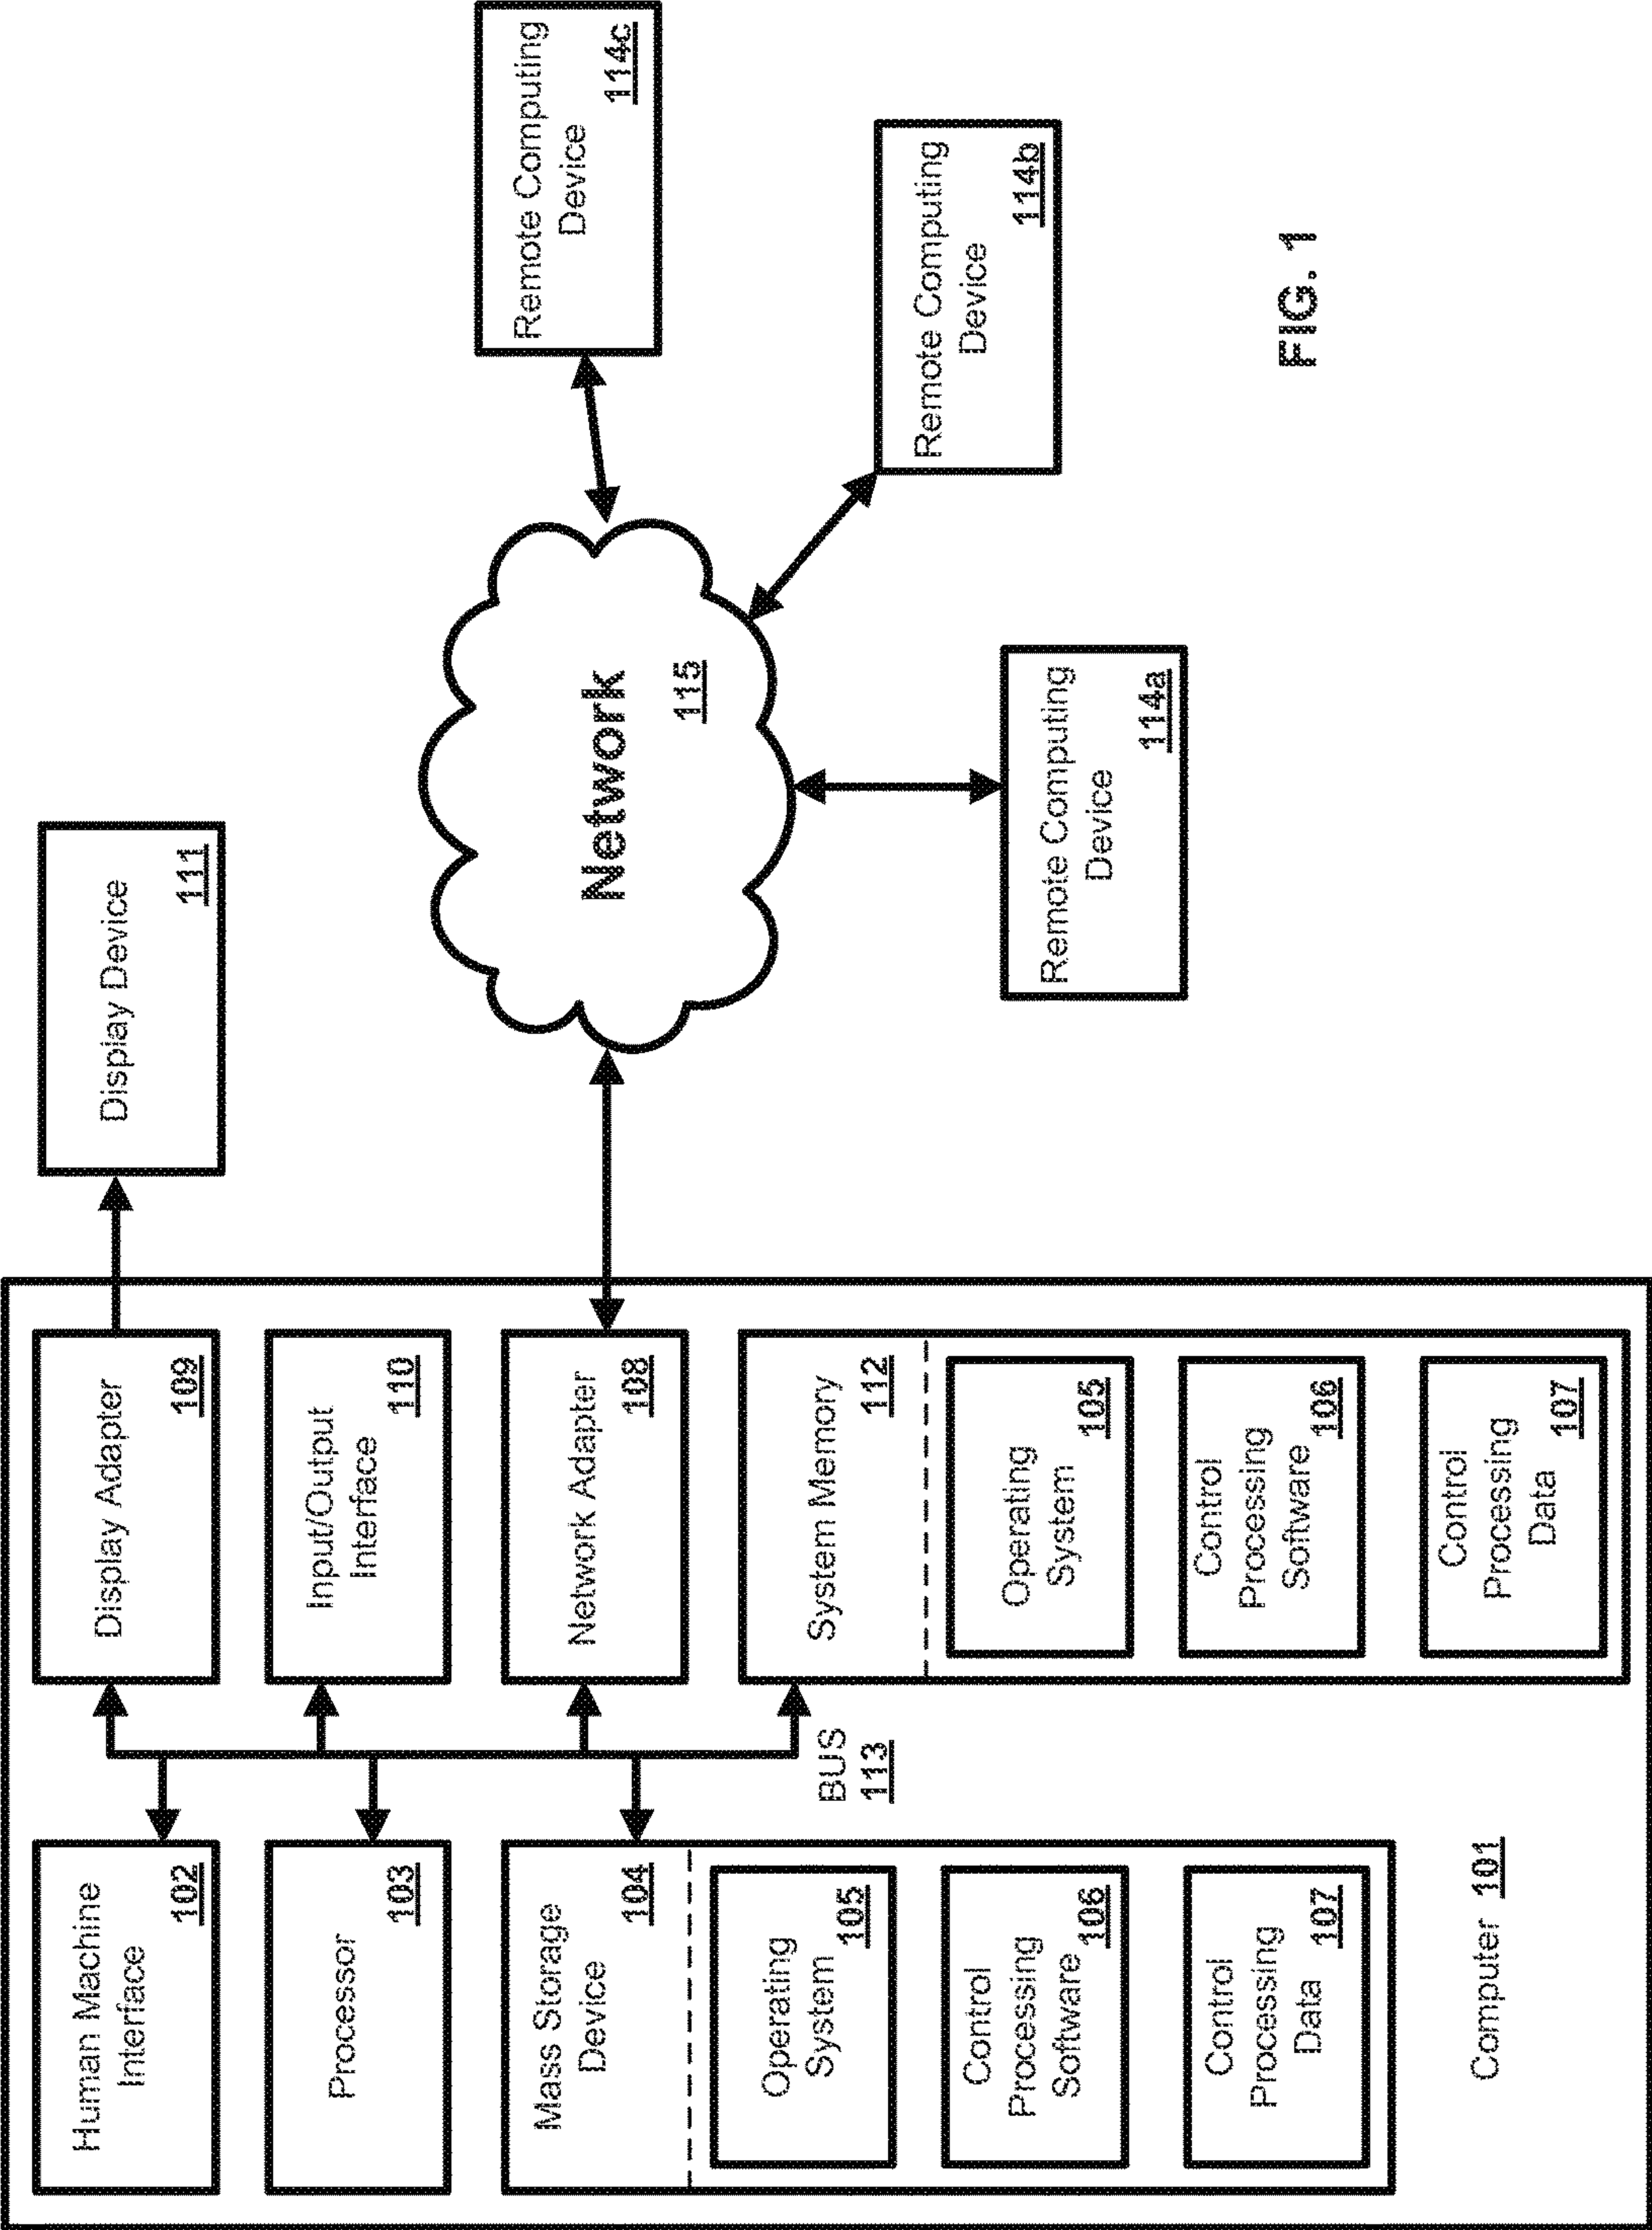 Human Machine
Interface
102
Processor
103
Mass Storage
Device
104
Operating
System
105
Control
Processing
Software
106
Control
Processing
Data
107
Computer 101
BUS
113
Display Adapter
109
Input/Output
Interface
110
Network Adapter
108
System Memory
112
Operating
System
105
Control
Processing
Software
106
Control
Processing
Data
107
Display Device
111
Network
115
Remote Computing
Device
114a
Remote Computing
Device
114b
Remote Computing
Device
114c
FIG. 1